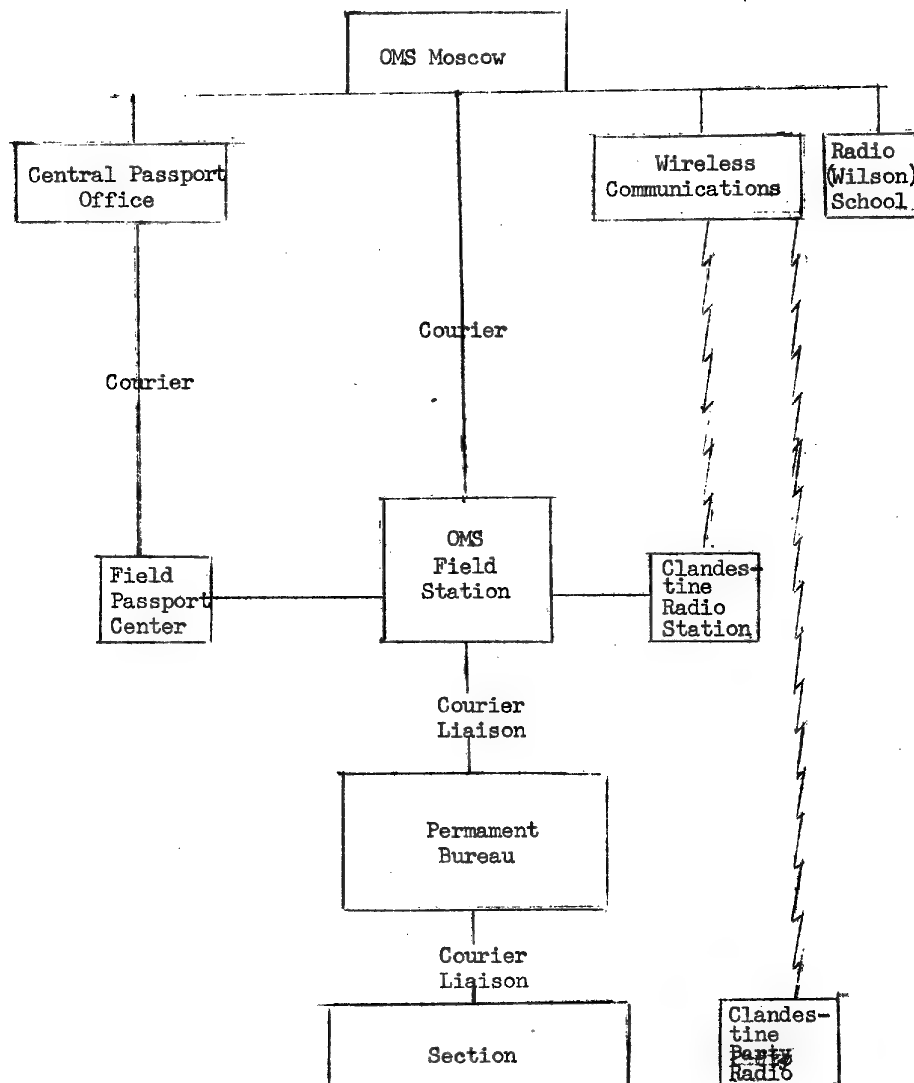 OMS Moscow
Central Passport
Office
Wireless
Communications
Radio
(Wilson)
School
Courier
Courier
OMS
Field
Station
Field
Passport
Center
Clandes-
tine
Radio
Station
Courier
Liaison
Permament
Bureau
Courier
Liaison
Section
Clandes-
tine
Party
Radio